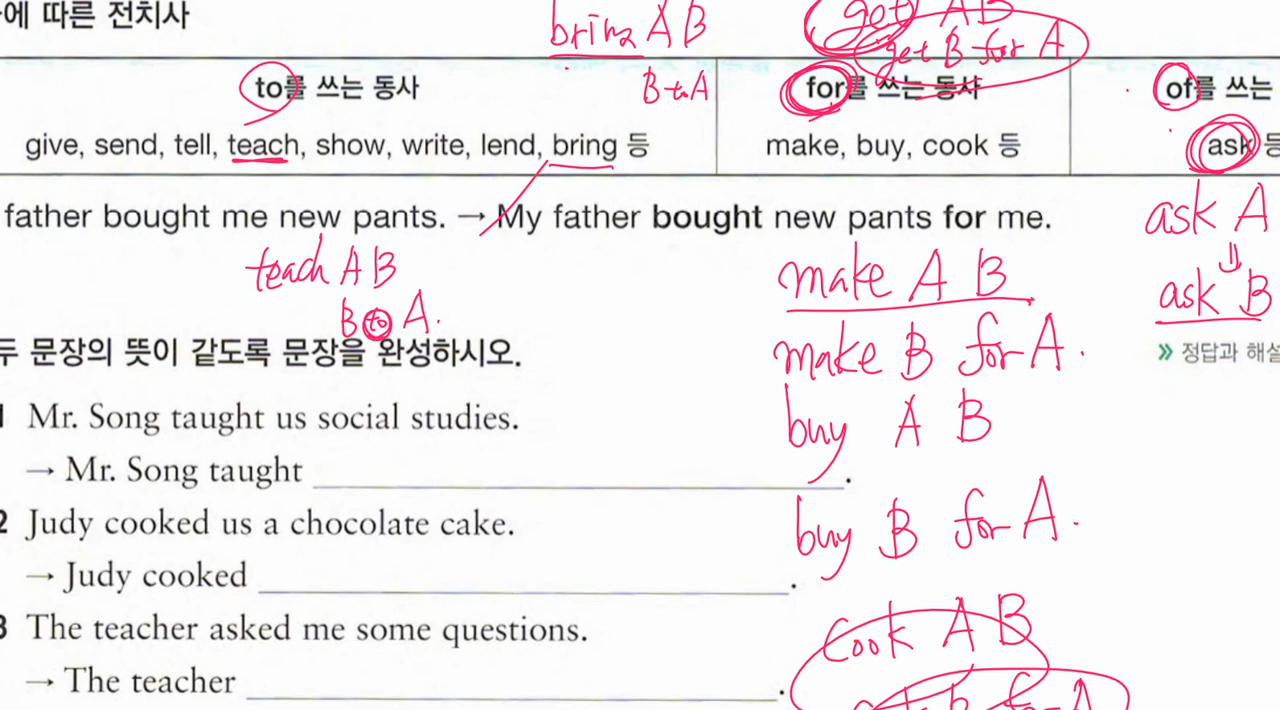 에 따른 전치사
bring A B
get A B
get B for A
B to A
to를 쓰는 동사
for를 쓰는 동사
of를 쓰는
give, send, tell, teach, show, write, lend, bring 등
make, buy, cook 등
ask 등
father bought me new pants. → My father bought new pants for me.
ask A
⇓
ask B
teach A B
B to A.
make A B
make B for A.
두 문장의 뜻이 같도록 문장을 완성하시오.
» 정답과 해설
1 Mr. Song taught us social studies.
→ Mr. Song taught .
buy A B
2 Judy cooked us a chocolate cake.
→ Judy cooked .
buy B for A.
3 The teacher asked me some questions.
→ The teacher .
Cook A B
B for A